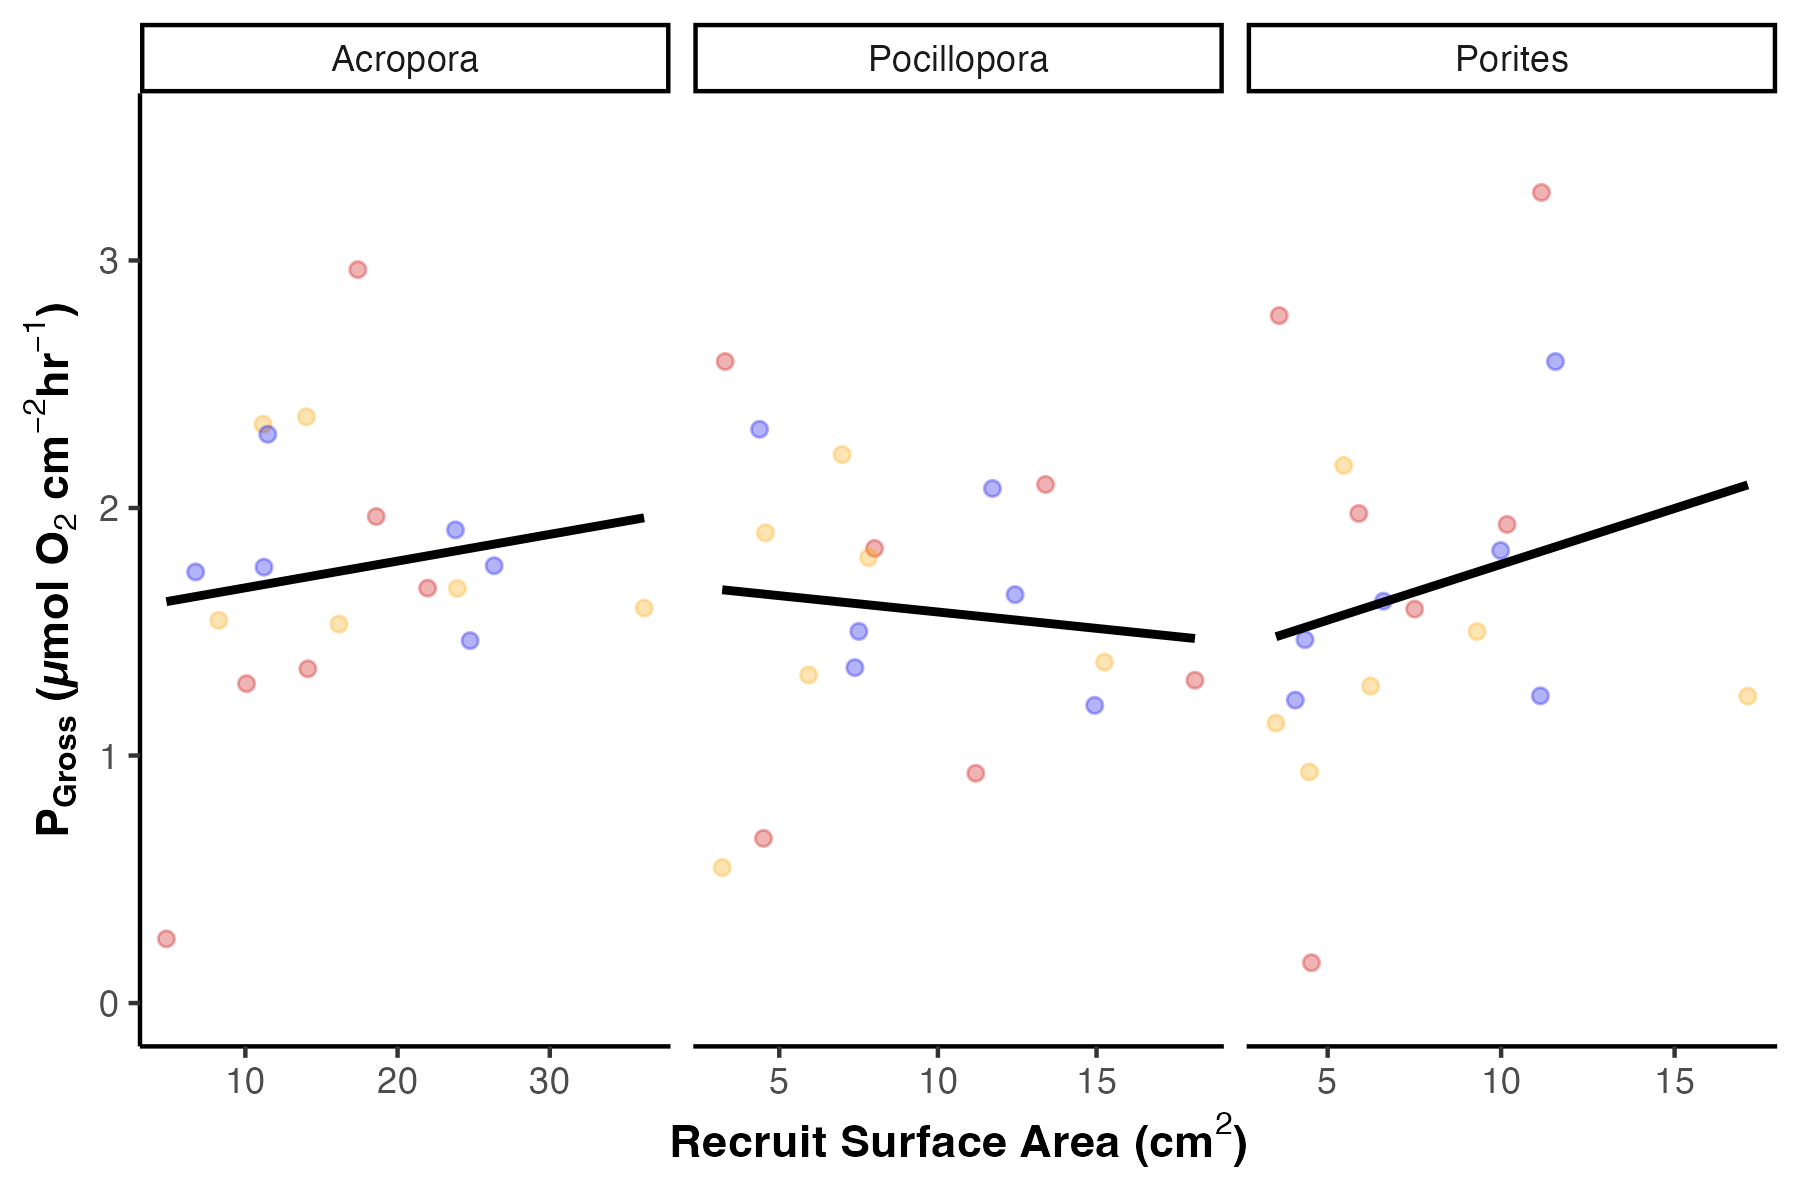 Acropora Pocillopora Porites
P_Gross (µmol O₂ cm⁻²hr⁻¹)
3
2
1
0
10 20 30 5 10 15 5 10 15
Recruit Surface Area (cm²)